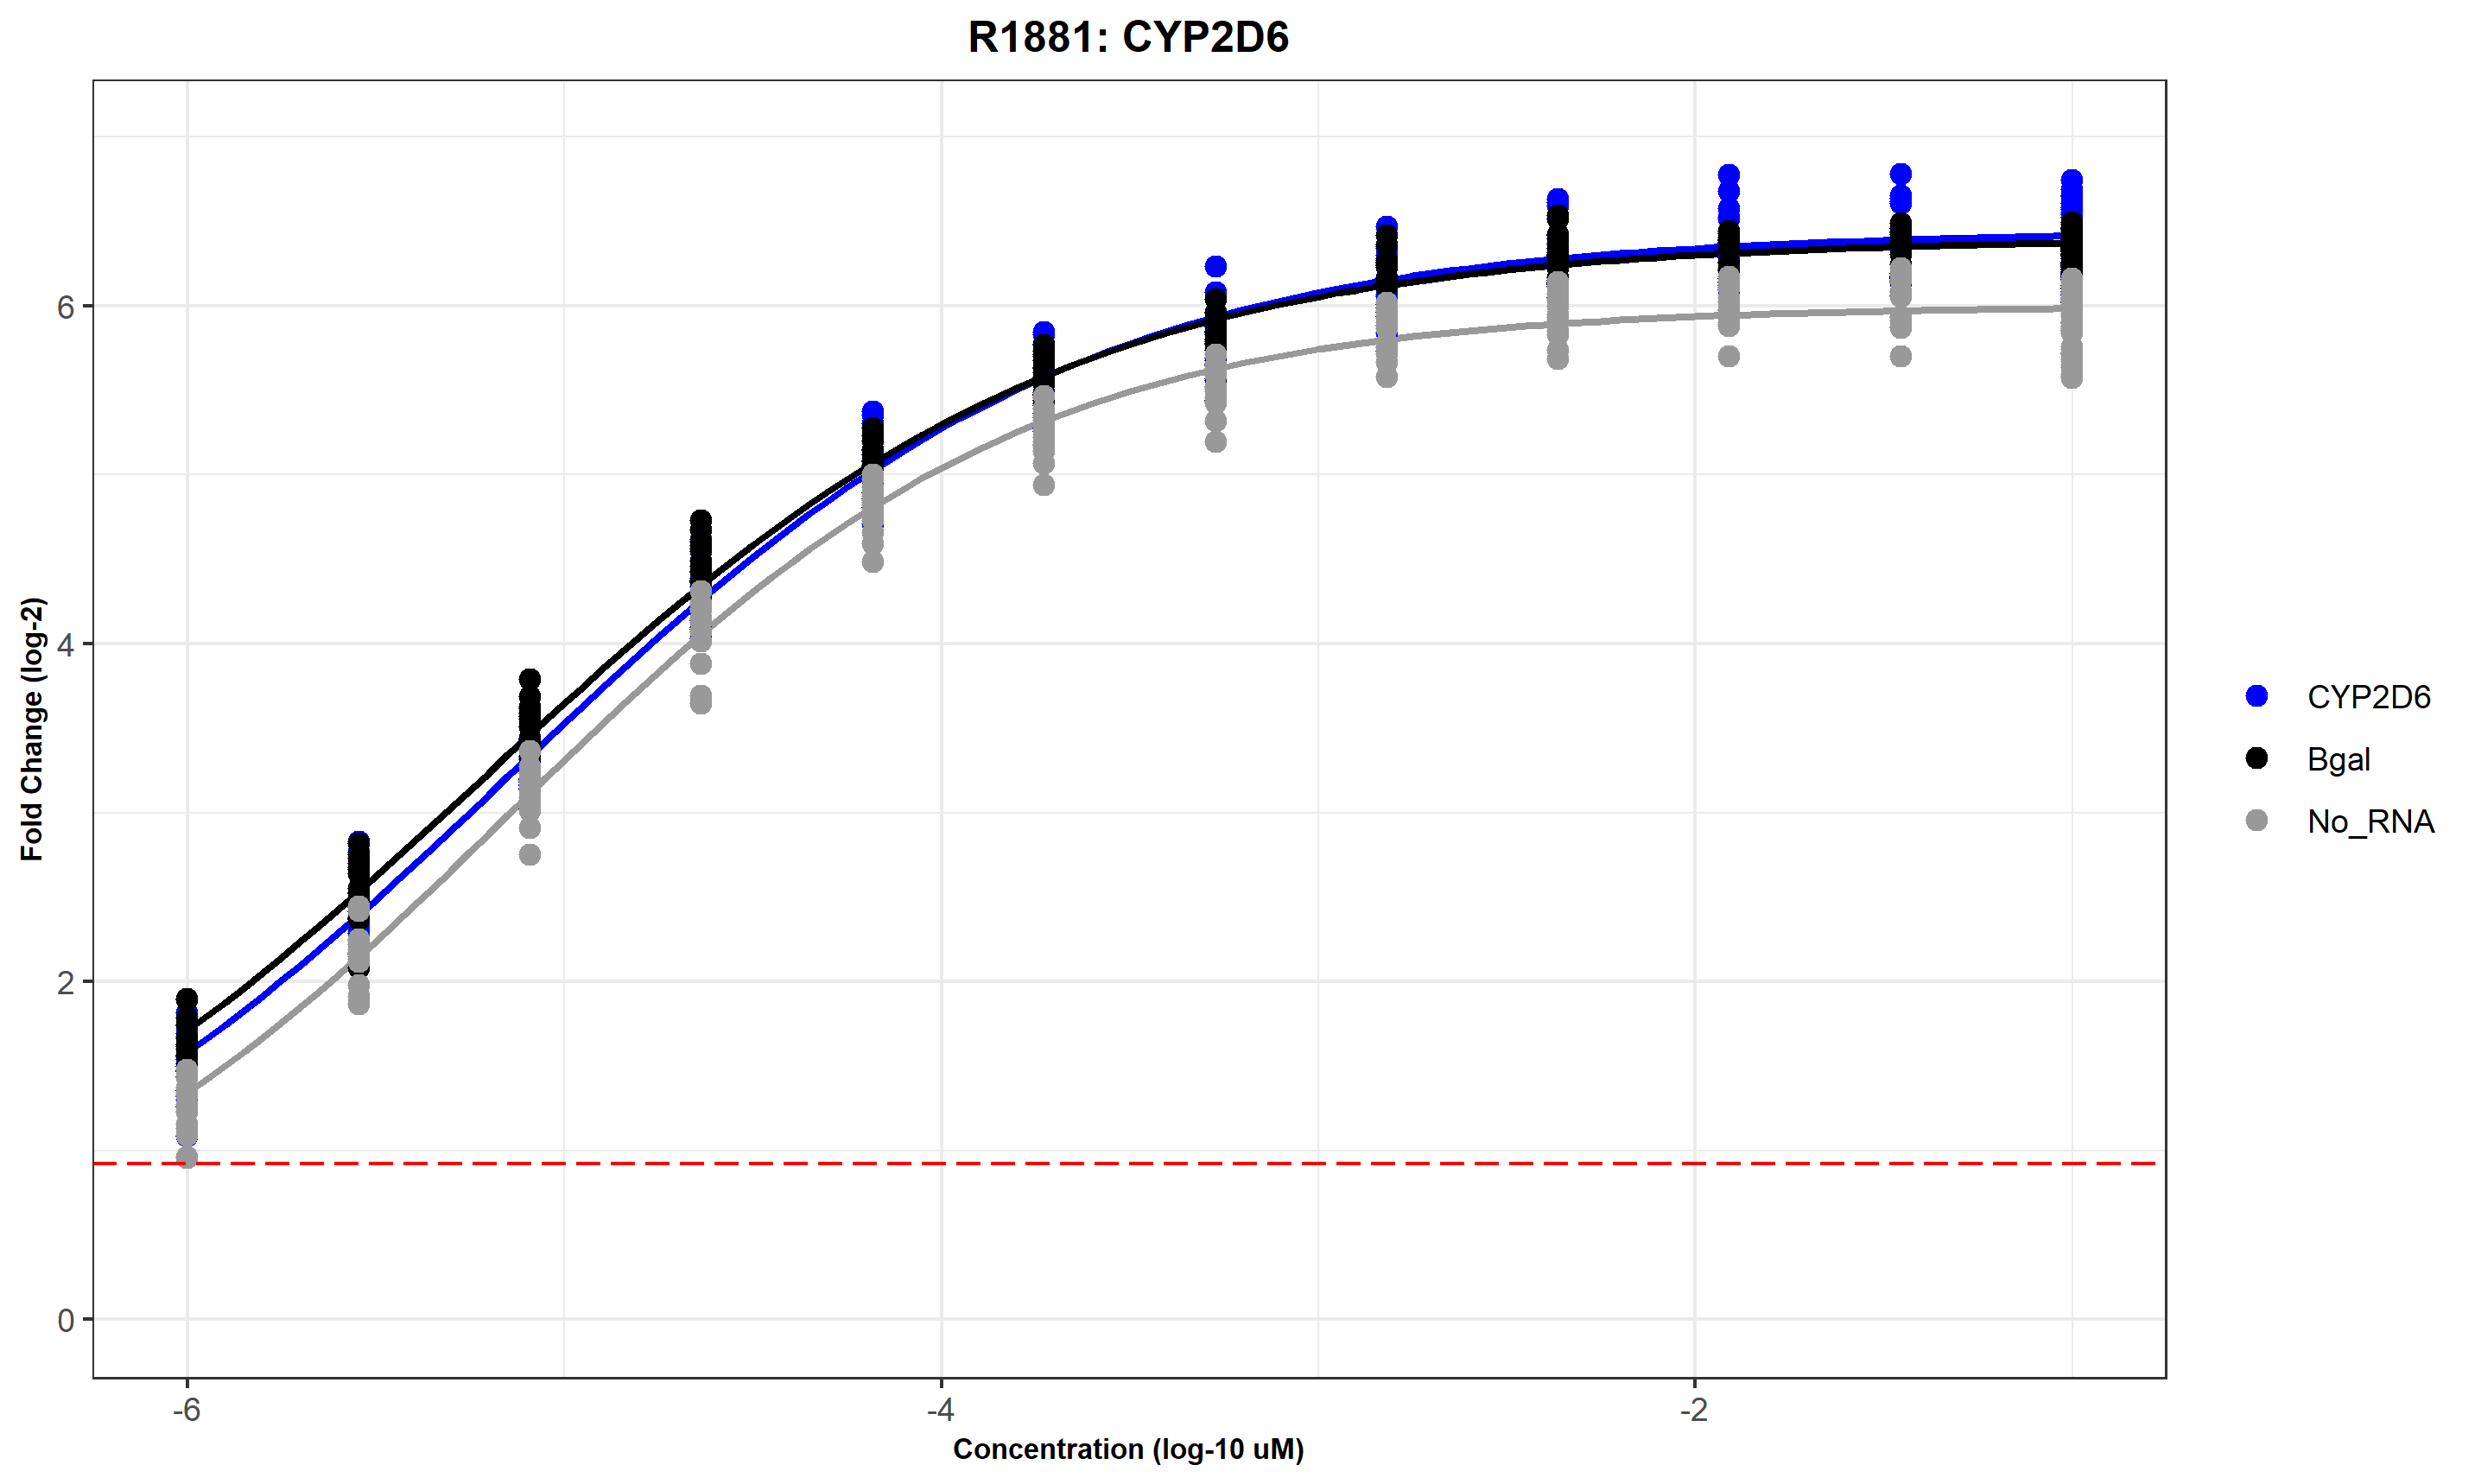 R1881: CYP2D6
Fold Change (log-2)
6
4
2
0
-6
-4
-2
Concentration (log-10 uM)
CYP2D6
Bgal
No_RNA